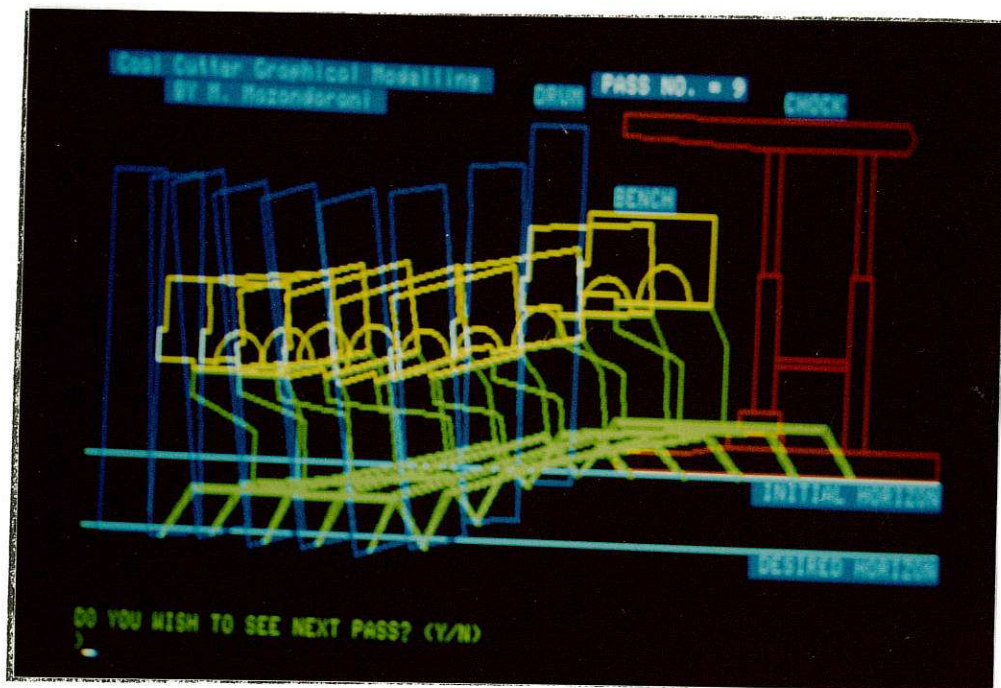 Coal Cutter Graphical Modelling
BY M. Mozandarani
DRUM
PASS NO. = 9
CHOCK
BENCH
INITIAL HORIZON
DESIRED HORIZON
DO YOU WISH TO SEE NEXT PASS? (Y/N)
>